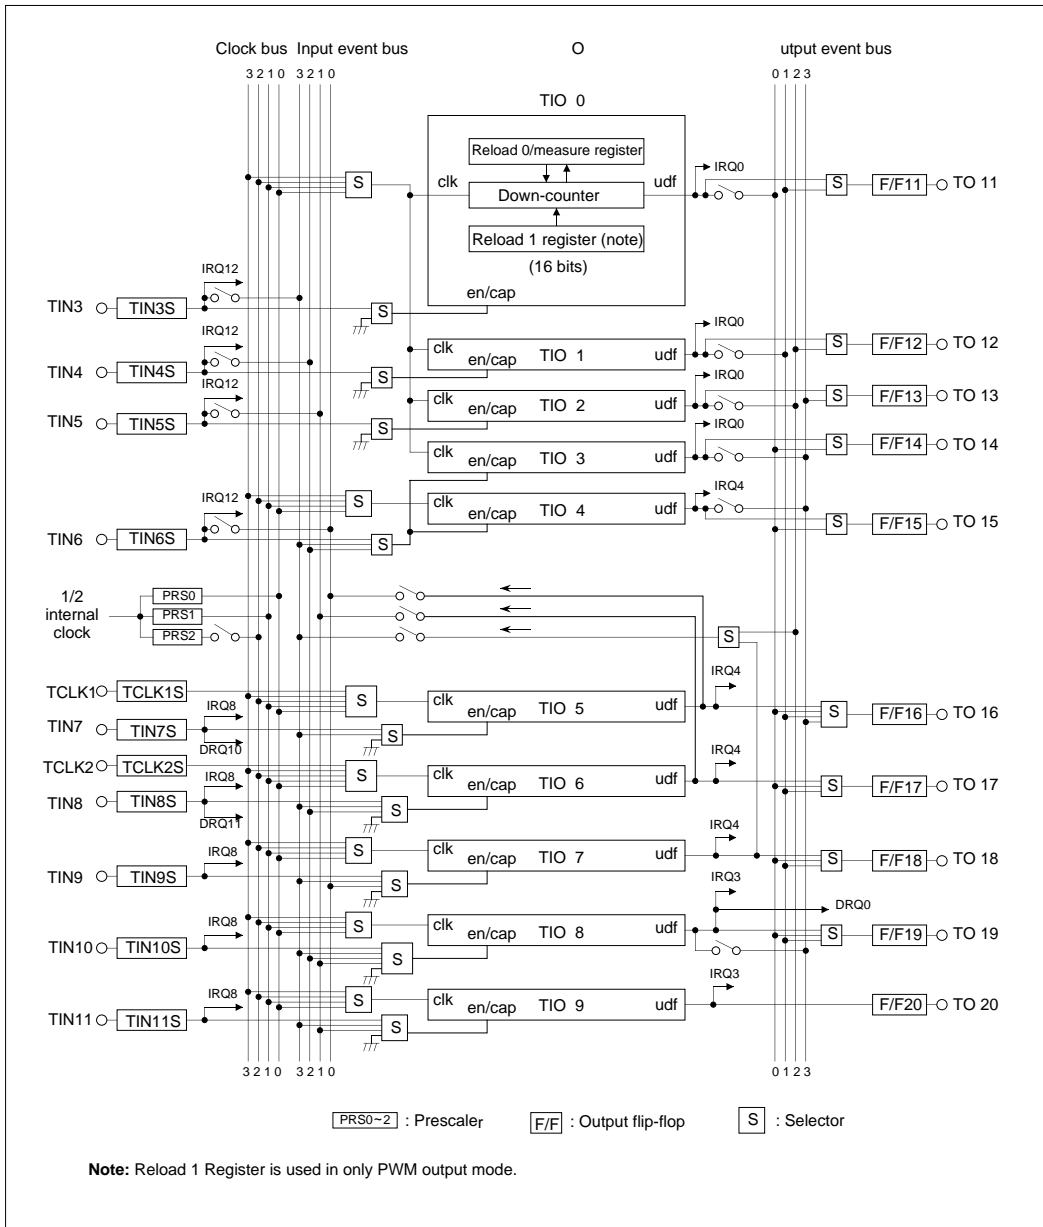 Clock bus Input event bus O utput event bus
3 2 1 0 3 2 1 0 0 1 2 3
TIO 0
Reload 0/measure register
IRQ0
S clk udf S F/F11 TO 11
Down-counter
Reload 1 register (note)
(16 bits)
IRQ12
en/cap
TIN3 TIN3S S
IRQ0
IRQ12
clk TIO 1 udf S F/F12 TO 12
en/cap
TIN4 TIN4S S
IRQ0
IRQ12
clk TIO 2 udf S F/F13 TO 13
en/cap
TIN5 TIN5S S
IRQ0
clk TIO 3 udf S F/F14 TO 14
en/cap
IRQ12
IRQ4
S clk TIO 4 udf S F/F15 TO 15
en/cap
TIN6 TIN6S S
1/2 internal clock
PRS0
PRS1
PRS2
S
IRQ4
TCLK1 TCLK1S S clk TIO 5 udf S F/F16 TO 16
IRQ8
en/cap
TIN7 TIN7S S
DRQ10
IRQ4
TCLK2 TCLK2S S clk TIO 6 udf S F/F17 TO 17
IRQ8
en/cap
TIN8 TIN8S S
DRQ11
IRQ4
IRQ8
S clk TIO 7 udf S F/F18 TO 18
en/cap
TIN9 TIN9S S
IRQ3
DRQ0
IRQ8
S clk TIO 8 udf S F/F19 TO 19
en/cap
TIN10 TIN10S S
IRQ3
IRQ8
S clk TIO 9 udf F/F20 TO 20
en/cap
TIN11 TIN11S S
3 2 1 0 3 2 1 0 0 1 2 3
PRS0~2 : Prescaler F/F : Output flip-flop S : Selector
Note: Reload 1 Register is used in only PWM output mode.